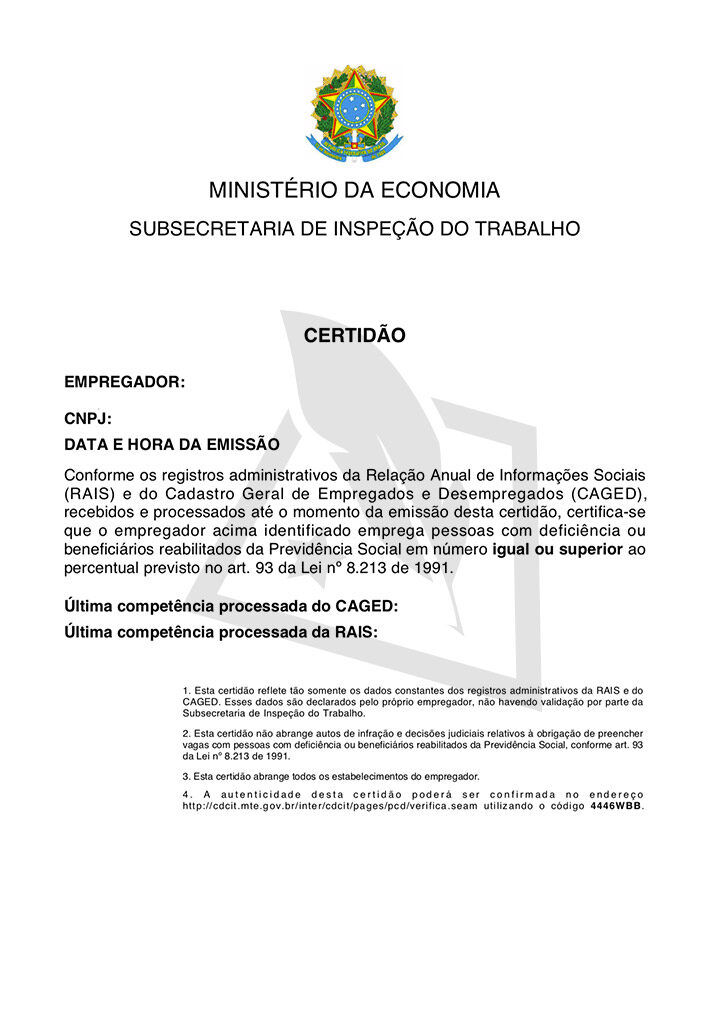 MINISTÉRIO DA ECONOMIA
SUBSECRETARIA DE INSPEÇÃO DO TRABALHO
CERTIDÃO
EMPREGADOR:
CNPJ:
DATA E HORA DA EMISSÃO
Conforme os registros administrativos da Relação Anual de Informações Sociais
(RAIS) e do Cadastro Geral de Empregados e Desempregados (CAGED),
recebidos e processados até o momento da emissão desta certidão, certifica-se
que o empregador acima identificado emprega pessoas com deficiência ou
beneficiários reabilitados da Previdência Social em número igual ou superior ao
percentual previsto no art. 93 da Lei nº 8.213 de 1991.
Última competência processada do CAGED:
Última competência processada da RAIS:
1. Esta certidão reflete tão somente os dados constantes dos registros administrativos da RAIS e do
CAGED. Esses dados são declarados pelo próprio empregador, não havendo validação por parte da
Subsecretaria de Inspeção do Trabalho.
2. Esta certidão não abrange autos de infração e decisões judiciais relativos à obrigação de preencher
vagas com pessoas com deficiência ou beneficiários reabilitados da Previdência Social, conforme art. 93
da Lei nº 8.213 de 1991.
3. Esta certidão abrange todos os estabelecimentos do empregador.
4. A autenticidade desta certidão poderá ser confirmada no endereço
http://cdcit.mte.gov.br/inter/cdcit/pages/pcd/verifica.seam utilizando o código 4446WBB.